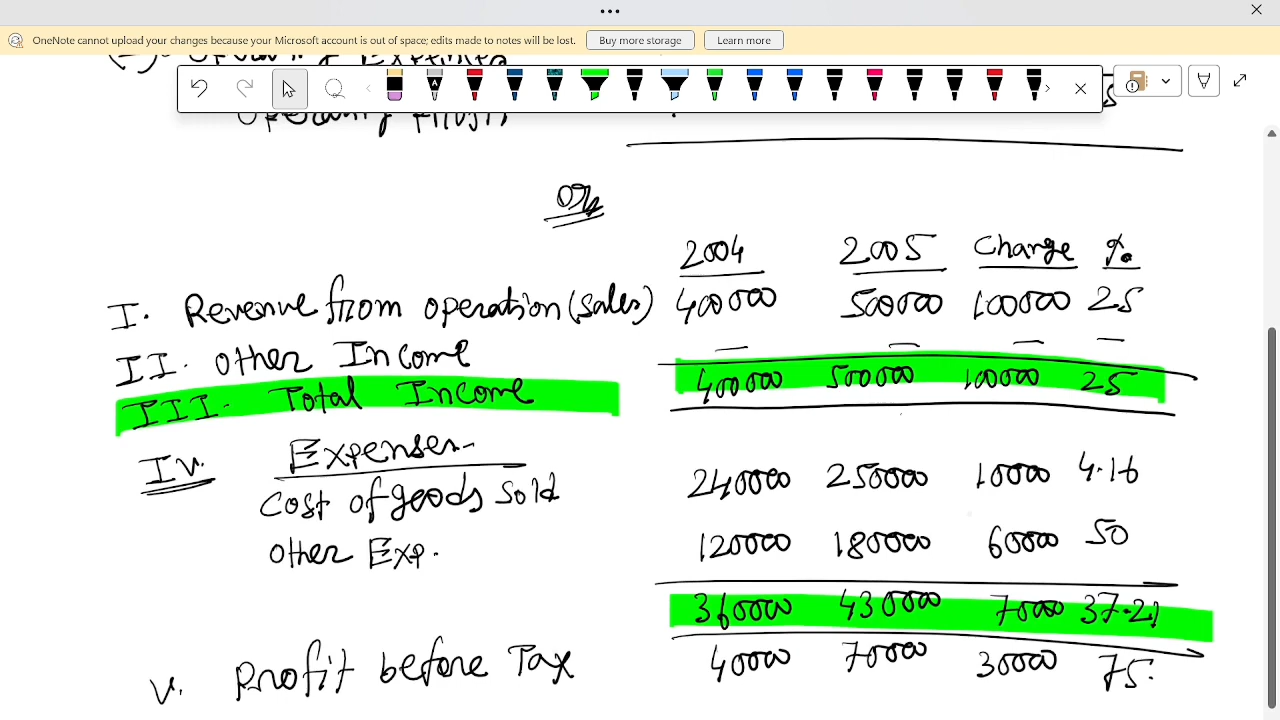 OneNote cannot upload your changes because your Microsoft account is out of space; edits made to notes will be lost. Buy more storage Learn more
Operating Profit
OR
2004 2005 Change %
I. Revenue from operation (sales) 400000 500000 100000 25
II. Other Income — — — —
III. Total Income 400000 500000 100000 25
IV. Expenses
Cost of goods sold 240000 250000 10000 4.16
Other Exp. 120000 180000 60000 50
360000 430000 70000 37.21
V. Profit before Tax 40000 70000 30000 75.